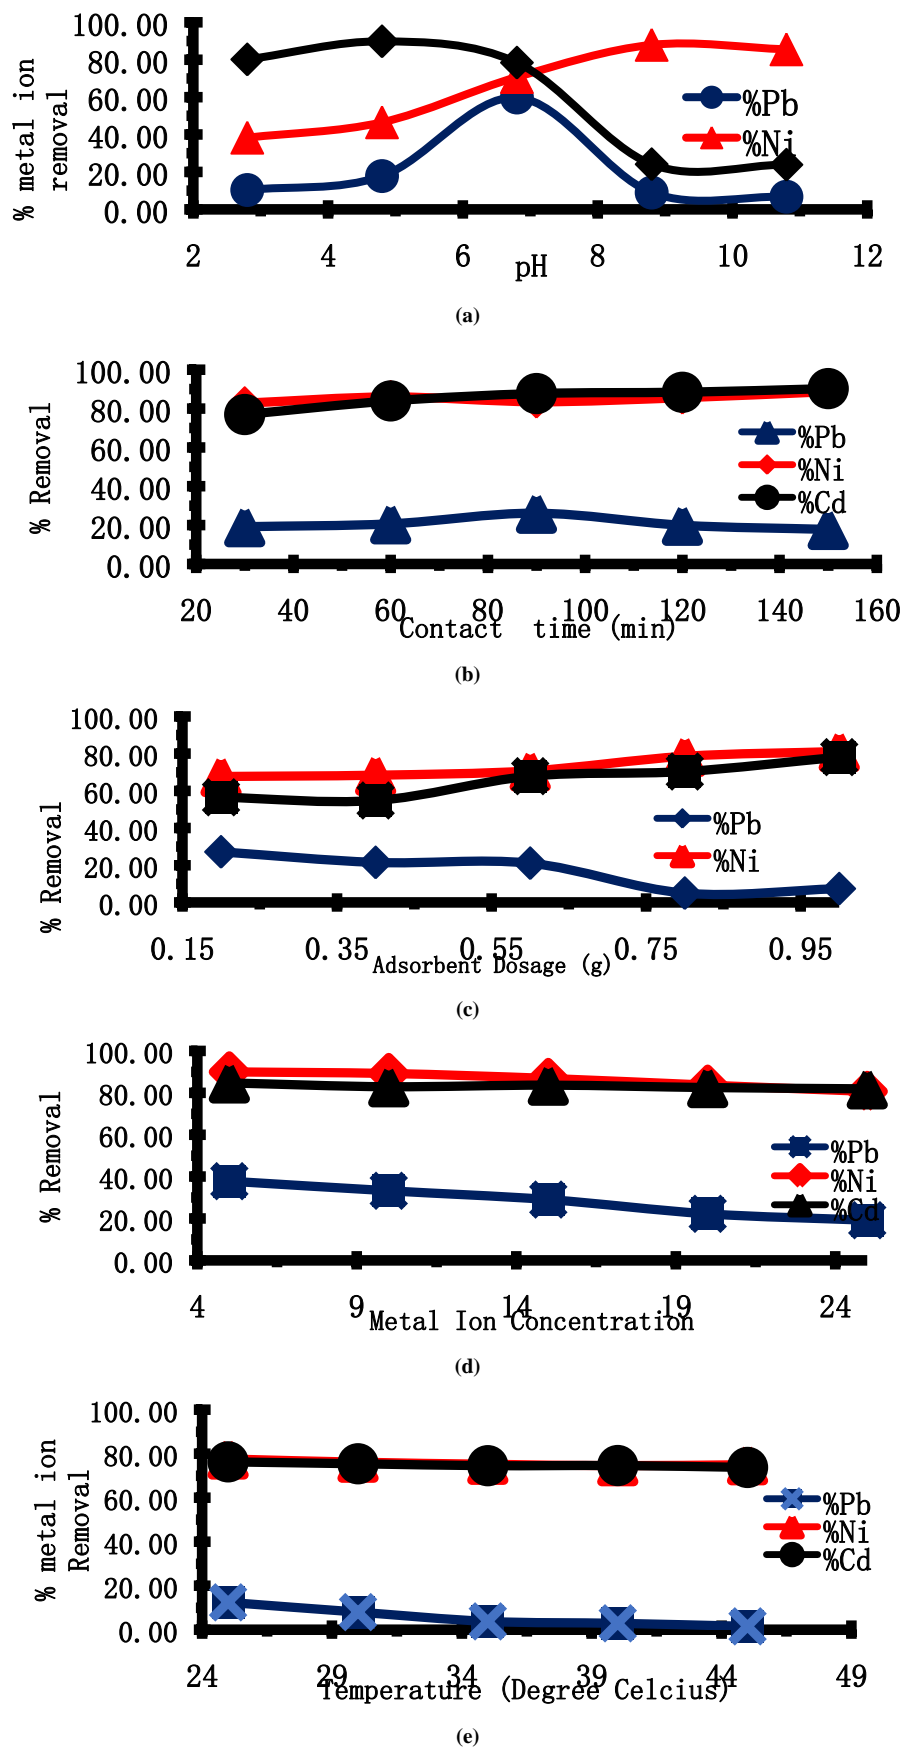 100.00
80.00
60.00
40.00
20.00
0.00
% metal ion
removal
%Pb
%Ni
2 4 6 8 10 12
pH
(a)
100.00
80.00
60.00
40.00
20.00
0.00
% Removal
%Pb
%Ni
%Cd
20 40 60 80 100 120 140 160
Contact time (min)
(b)
100.00
80.00
60.00
40.00
20.00
0.00
% Removal
%Pb
%Ni
0.15 0.35 0.55 0.75 0.95
Adsorbent Dosage (g)
(c)
100.00
80.00
60.00
40.00
20.00
0.00
% Removal
%Pb
%Ni
%Cd
4 9 14 19 24
Metal Ion Concentration
(d)
100.00
80.00
60.00
40.00
20.00
0.00
% metal ion
Removal
%Pb
%Ni
%Cd
24 29 34 39 44 49
Temperature (Degree Celcius)
(e)